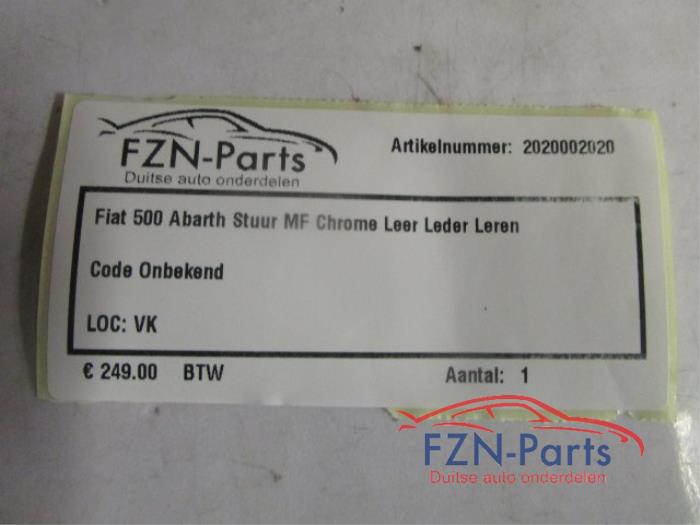 FZN-Parts
Duitse auto onderdelen
Artikelnummer: 2020002020
Fiat 500 Abarth Stuur MF Chrome Leer Leder Leren
Code Onbekend
LOC: VK
€ 249.00 BTW Aantal: 1
FZN-Parts
Duitse auto onderdelen